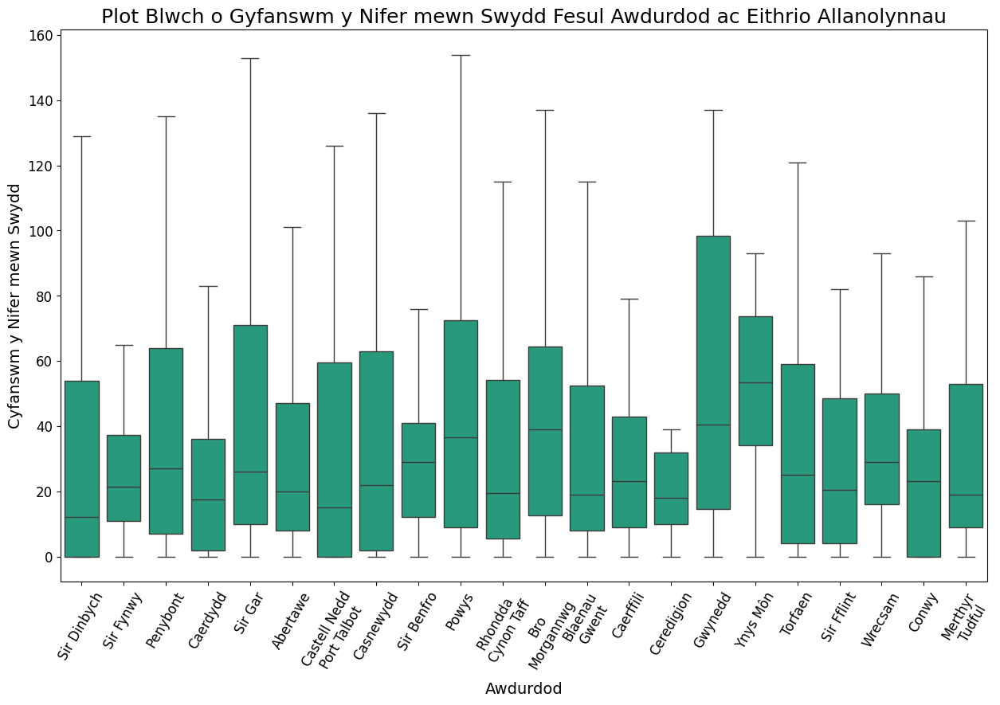 Plot Blwch o Gyfanswm y Nifer mewn Swydd Fesul Awdurdod ac Eithrio Allanolynnau
Cyfanswm y Nifer mewn Swydd
160
140
120
100
80
60
40
20
0
Sir Dinbych
Sir Fynwy
Penybont
Caerdydd
Sir Gar
Abertawe
Castell Nedd
Port Talbot
Casnewydd
Sir Benfro
Powys
Rhondda
Cynon Taff
Bro
Morgannwg
Blaenau
Gwent
Caerffili
Ceredigion
Gwynedd
Ynys Môn
Torfaen
Sir Fflint
Wrecsam
Conwy
Merthyr
Tudful
Awdurdod